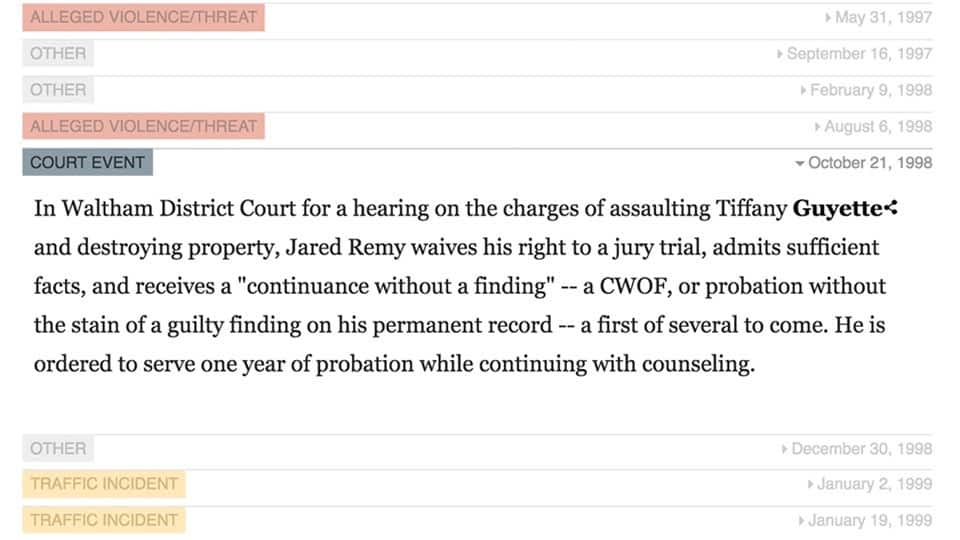 ALLEGED VIOLENCE/THREAT May 31, 1997
OTHER September 16, 1997
OTHER February 9, 1998
ALLEGED VIOLENCE/THREAT August 6, 1998
COURT EVENT October 21, 1998
In Waltham District Court for a hearing on the charges of assaulting Tiffany Guyette
and destroying property, Jared Remy waives his right to a jury trial, admits sufficient
facts, and receives a "continuance without a finding" -- a CWOF, or probation without
the stain of a guilty finding on his permanent record -- a first of several to come. He is
ordered to serve one year of probation while continuing with counseling.
OTHER December 30, 1998
TRAFFIC INCIDENT January 2, 1999
TRAFFIC INCIDENT January 19, 1999